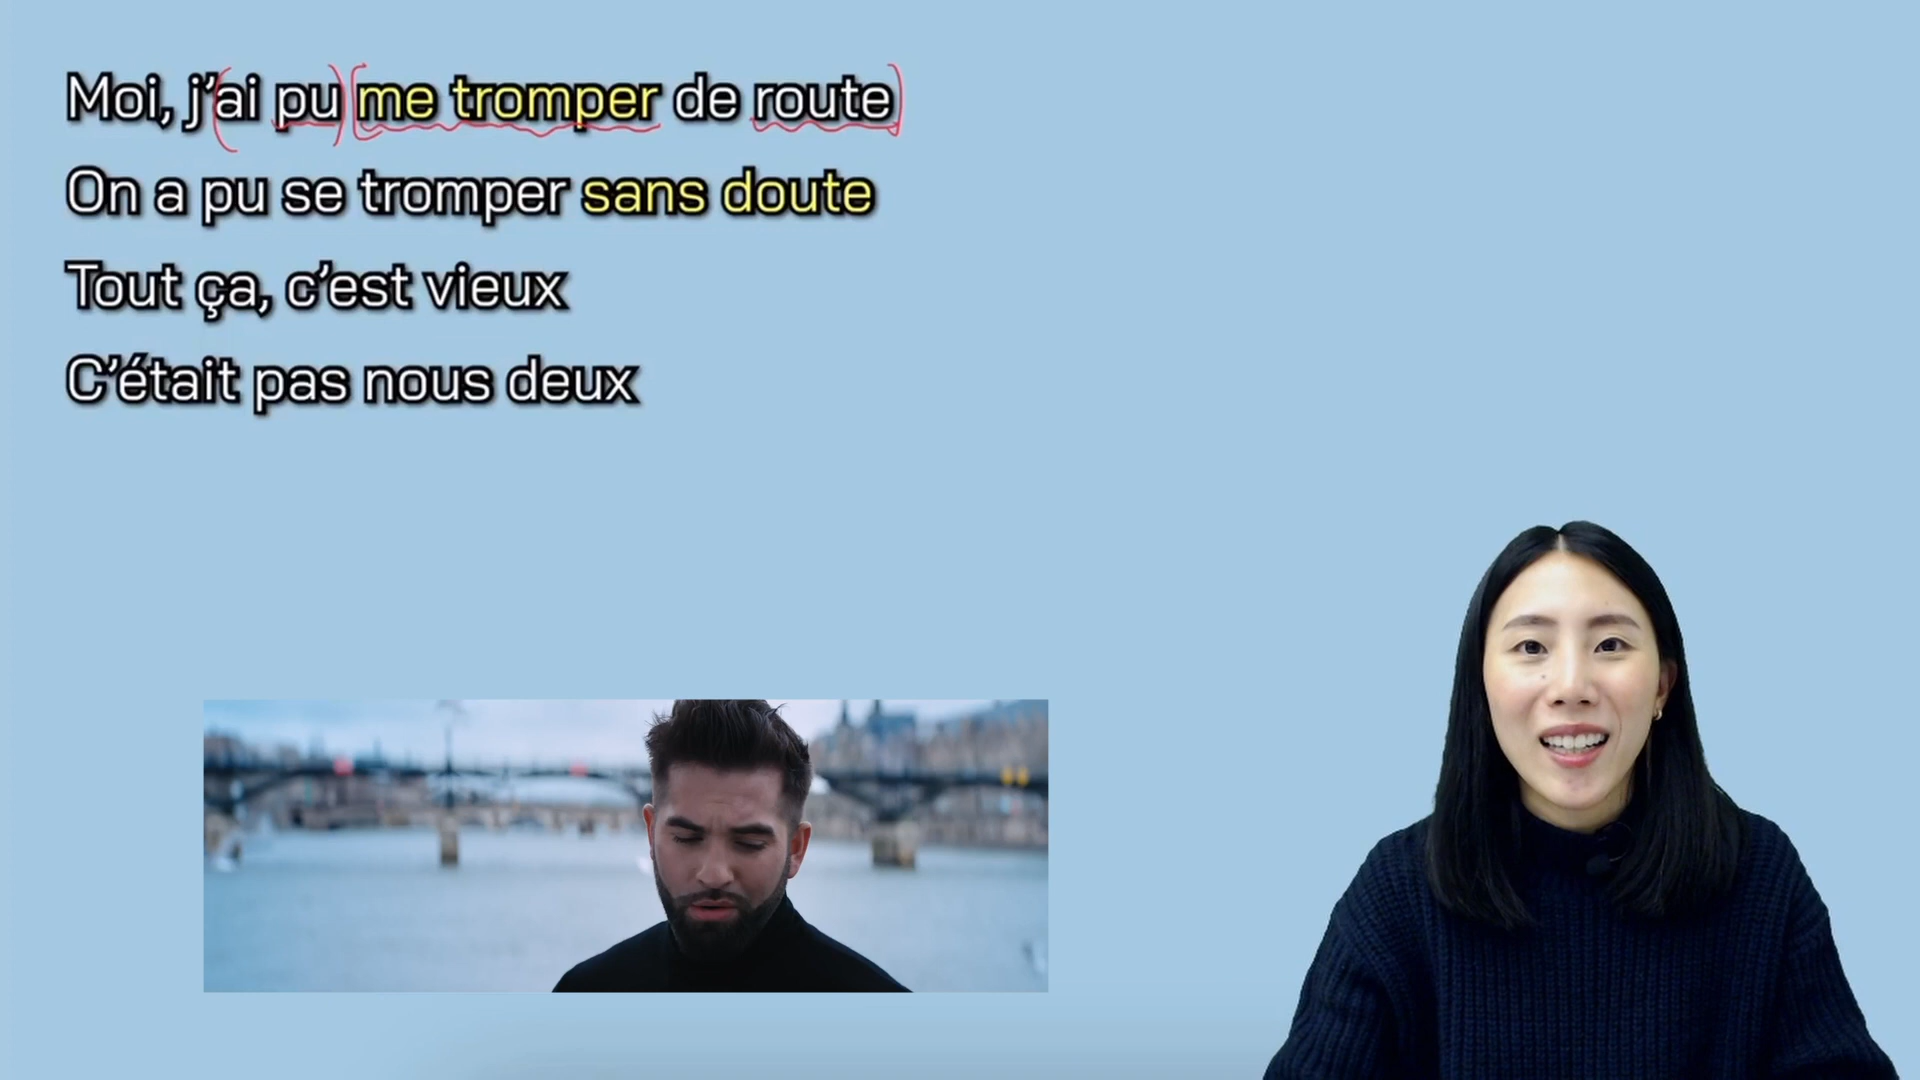 Moi, j'ai pu me tromper de route
On a pu se tromper sans doute
Tout ça, c'est vieux
C'était pas nous deux